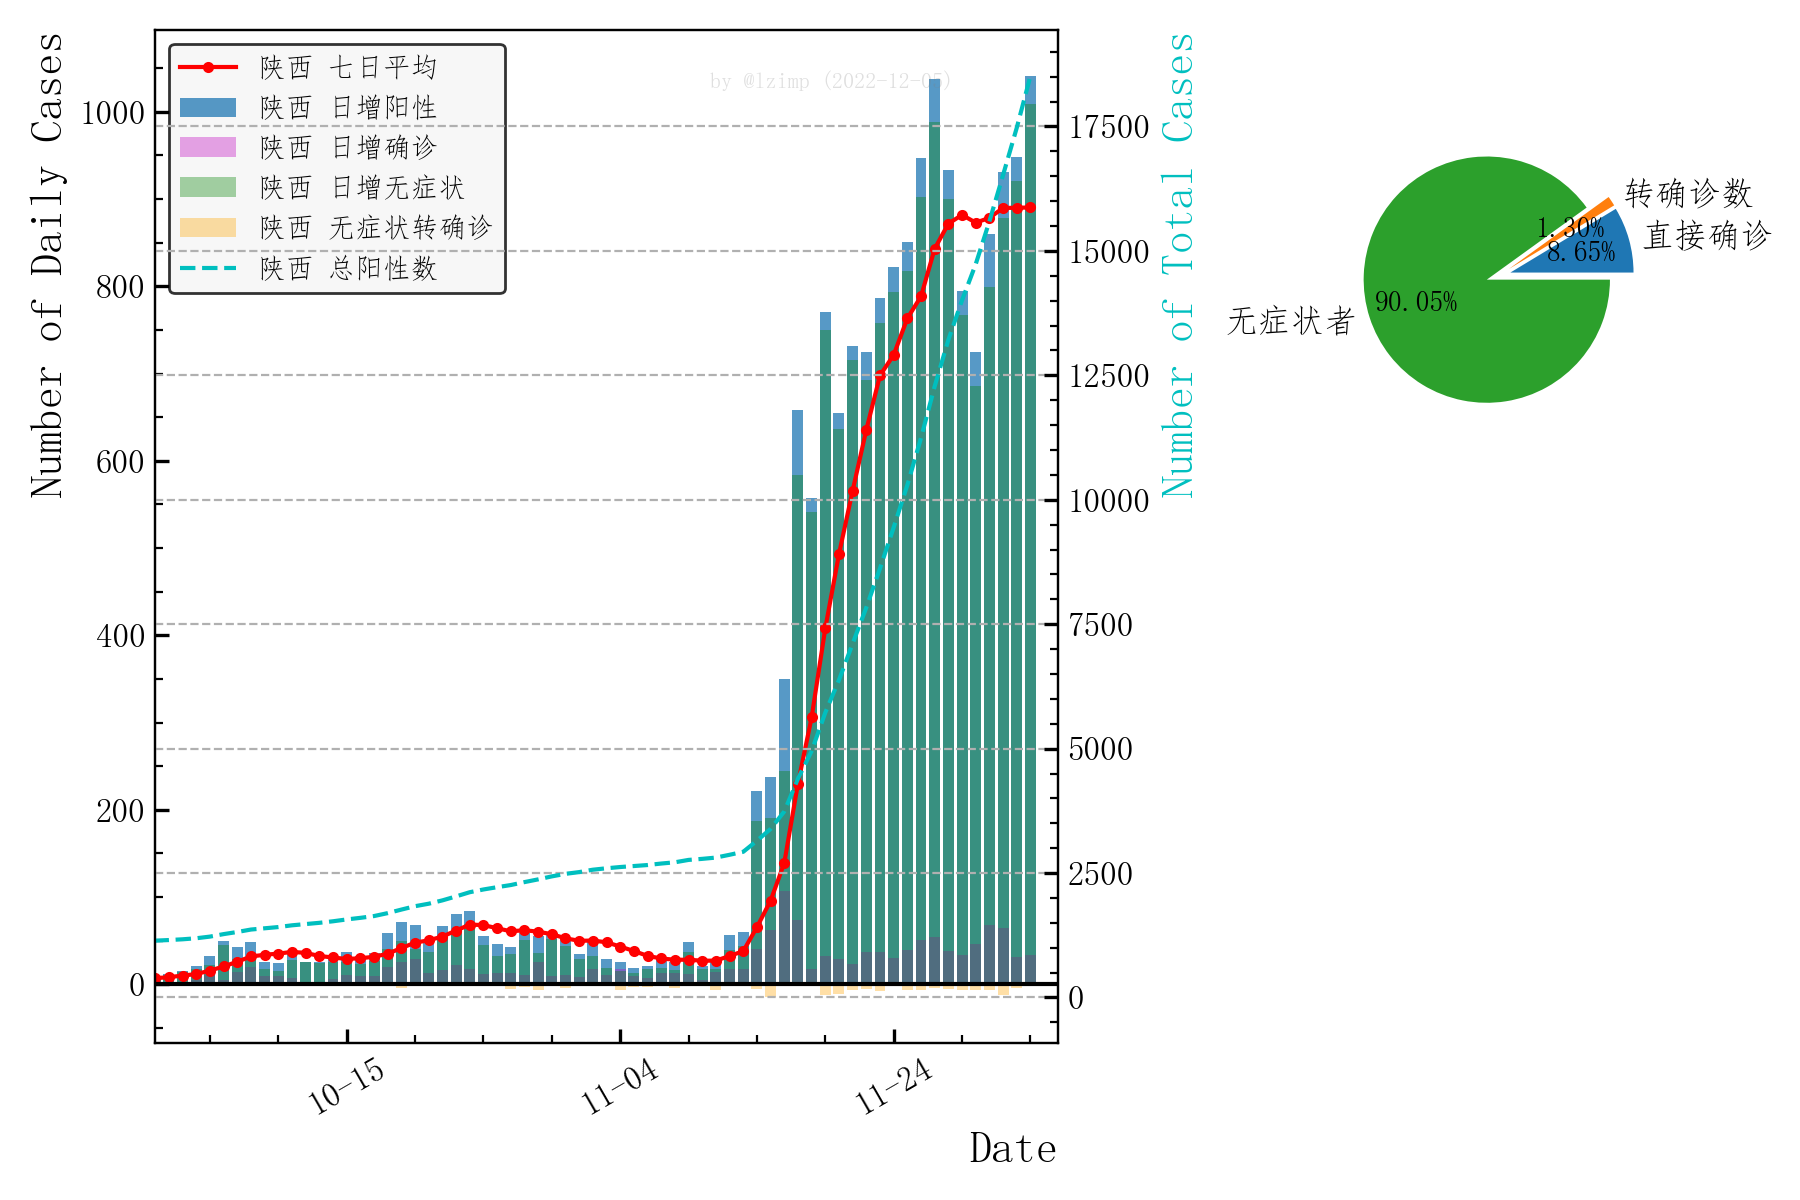 Number of Daily Cases
1000
800
600
400
200
0
陕西 七日平均
陕西 日增阳性
陕西 日增确诊
陕西 日增无症状
陕西 无症状转确诊
陕西 总阳性数
by @lzimp (2022-12-05)
17500
15000
12500
10000
7500
5000
2500
0
Number of Total Cases
10-15
11-04
11-24
Date
转确诊数
1.30%
直接确诊
8.65%
90.05%
无症状者